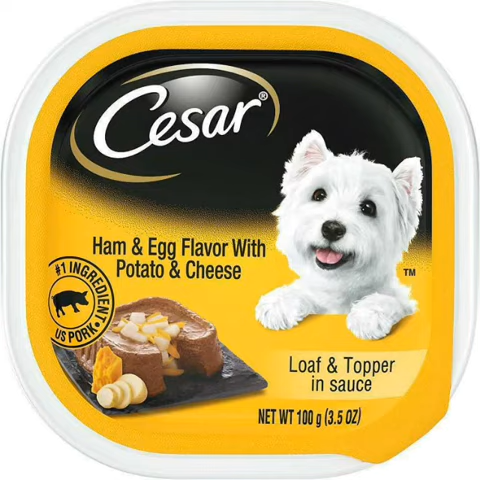 Cesar®
Ham & Egg Flavor With
Potato & Cheese
#1 INGREDIENT
US PORK
TM
Loaf & Topper
in sauce
NET WT 100 g (3.5 OZ)